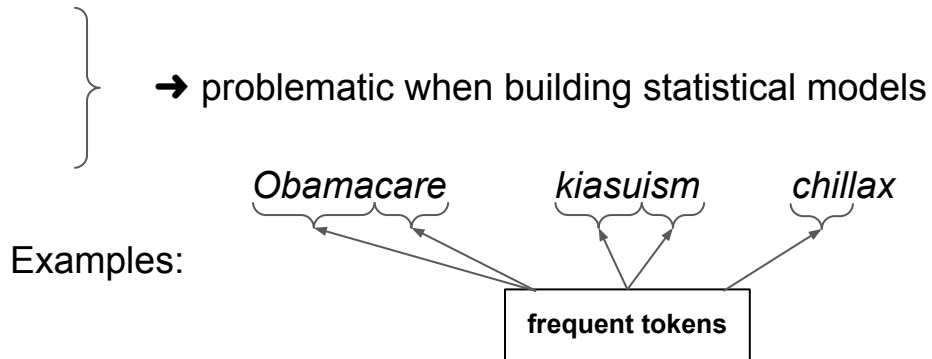 ➜ problematic when building statistical models
Obamacare kiasuism chillax
Examples:
frequent tokens